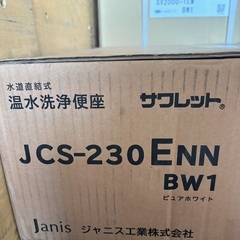 BW1
水道直結式
温水洗浄便座 サワレット®
JCS-230ENN
BW1
ピュアホワイト
Janis ジャニス工業株式会社